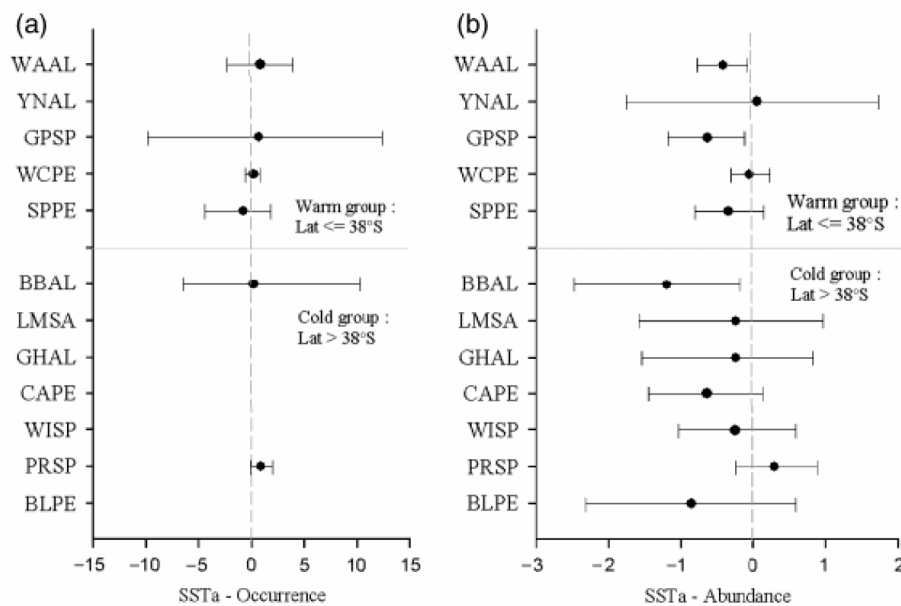 (a)
WAAL
YNAL
GPSP
WCPE
SPPE
Warm group :
Lat <= 38°S
BBAL
LMSA
Cold group :
Lat > 38°S
GHAL
CAPE
WISP
PRSP
BLPE
−15 −10 −5 0 5 10 15
SSTa - Occurrence
(b)
WAAL
YNAL
GPSP
WCPE
SPPE
Warm group :
Lat <= 38°S
BBAL
Cold group :
Lat > 38°S
LMSA
GHAL
CAPE
WISP
PRSP
BLPE
−3 −2 −1 0 1 2
SSTa - Abundance